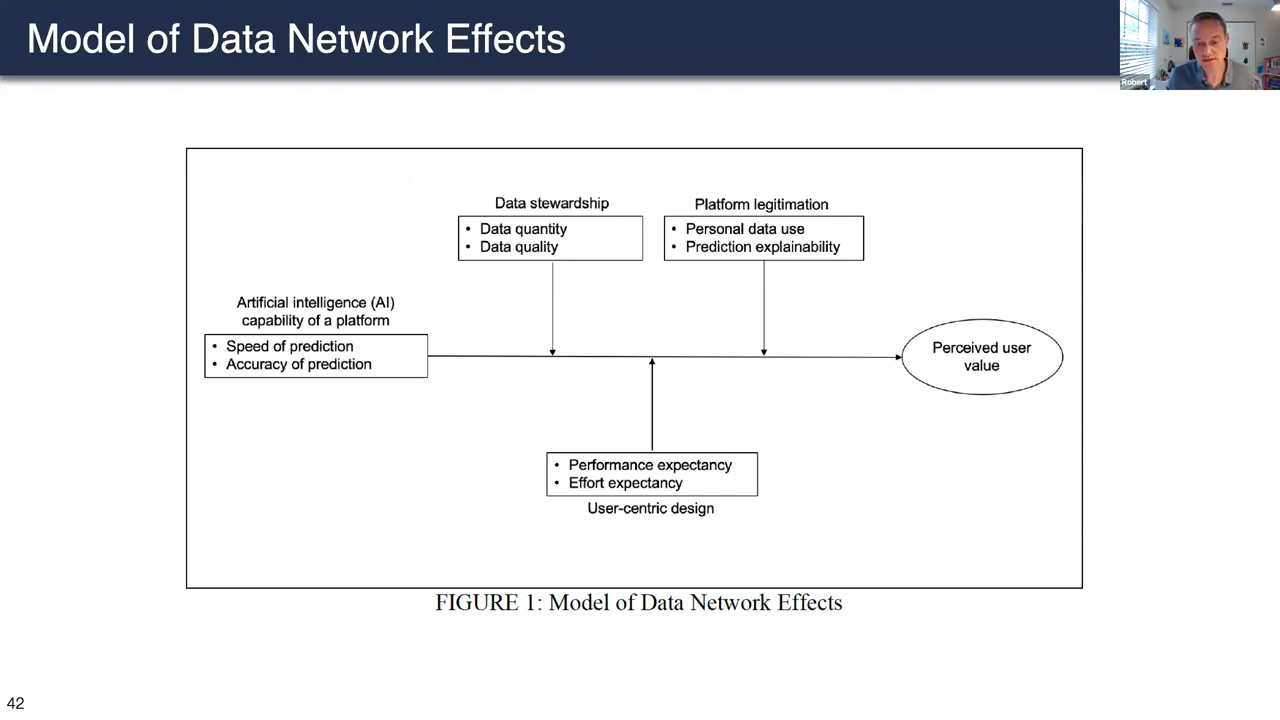 Model of Data Network Effects
Robert
Data stewardship
• Data quantity
• Data quality
Platform legitimation
• Personal data use
• Prediction explainability
Artificial intelligence (AI)
capability of a platform
• Speed of prediction
• Accuracy of prediction
Perceived user
value
• Performance expectancy
• Effort expectancy
User-centric design
FIGURE 1: Model of Data Network Effects
42